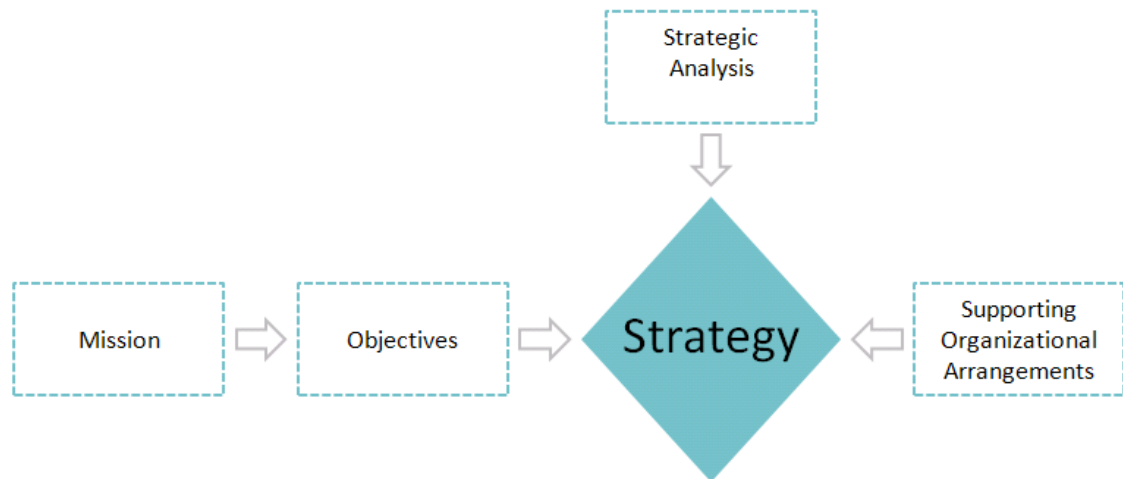 Strategic
Analysis
Mission
Objectives
Strategy
Supporting
Organizational
Arrangements